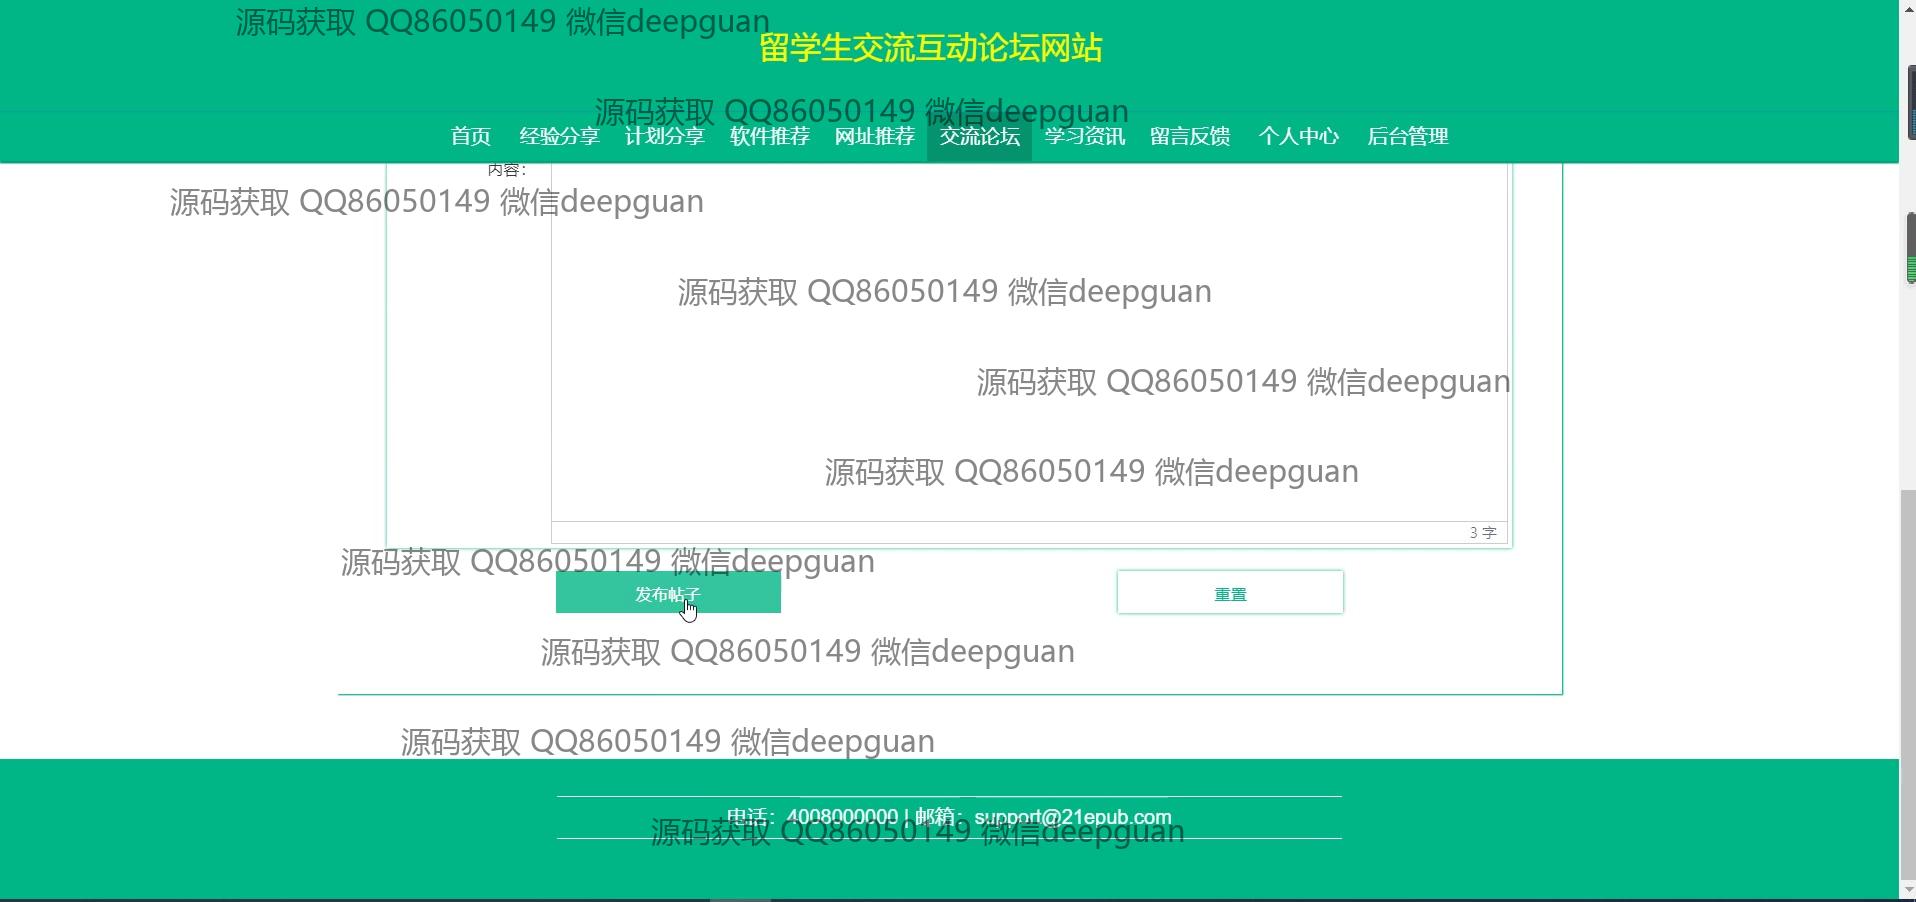 源码获取 QQ86050149 微信deepguan
留学生交流互动论坛网站
源码获取 QQ86050149 微信deepguan
首页 经验分享 计划分享 软件推荐 网址推荐 交流论坛 学习资讯 留言反馈 个人中心 后台管理
内容：
源码获取 QQ86050149 微信deepguan
源码获取 QQ86050149 微信deepguan
源码获取 QQ86050149 微信deepguan
源码获取 QQ86050149 微信deepguan
3 字
源码获取 QQ86050149 微信deepguan
发布帖子 重置
源码获取 QQ86050149 微信deepguan
源码获取 QQ86050149 微信deepguan
电话：4008000000 | 邮箱：support@21epub.com
源码获取 QQ86050149 微信deepguan